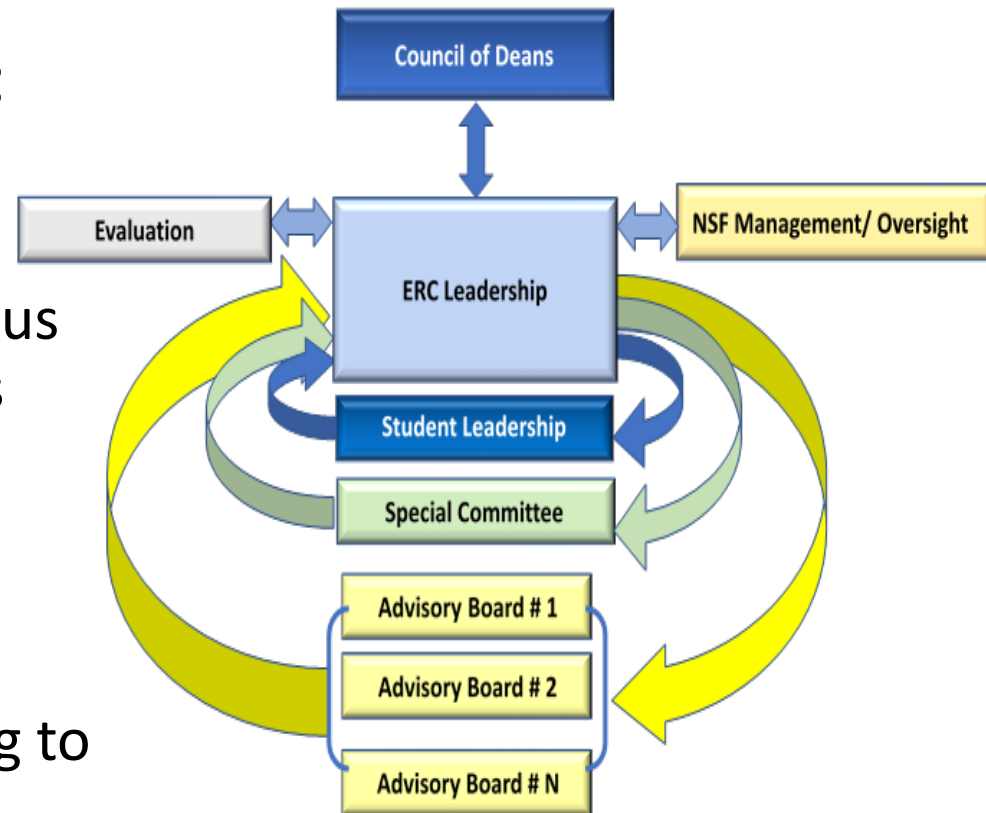 Council of Deans
Evaluation
NSF Management/ Oversight
ERC Leadership
us
Student Leadership
Special Committee
Advisory Board # 1
Advisory Board # 2
g to
Advisory Board # N